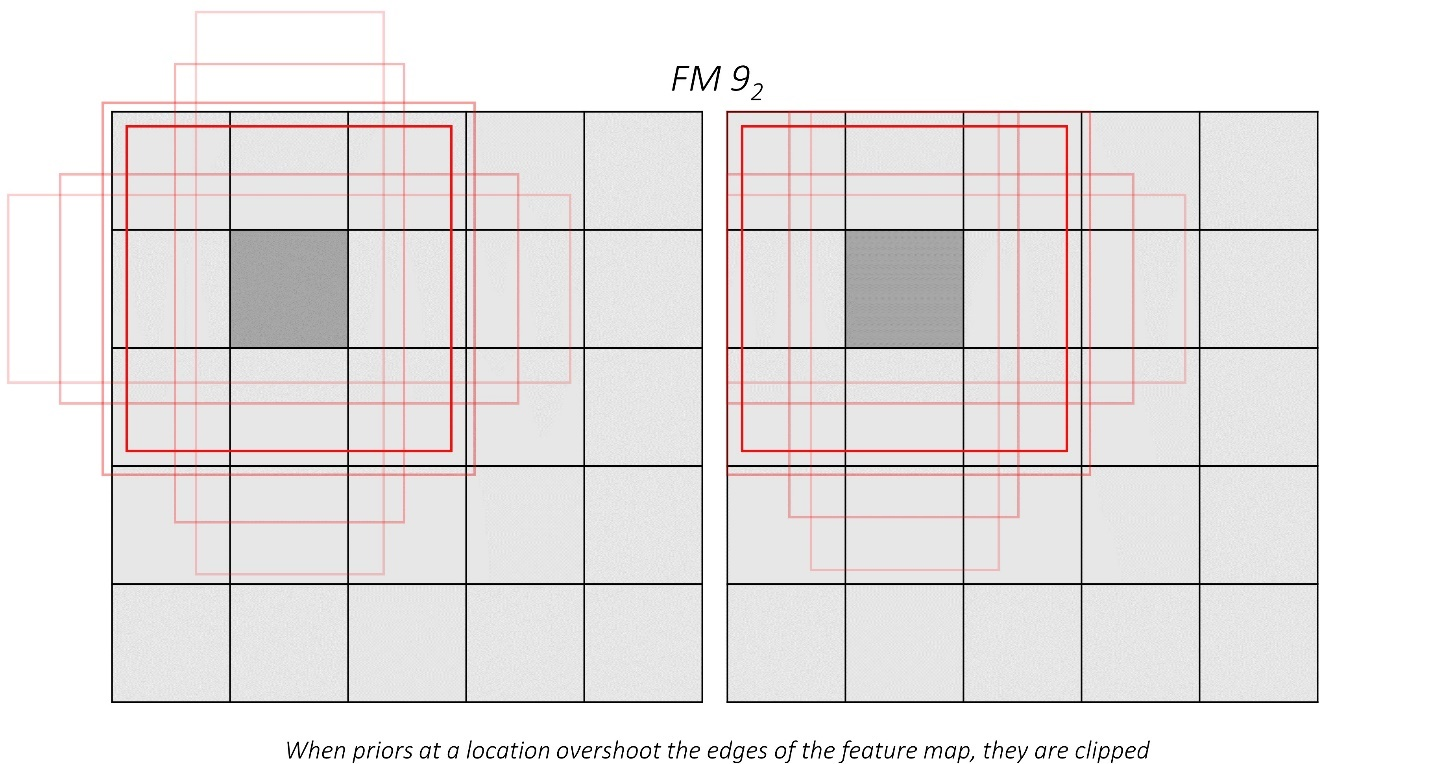 FM 9₂
When priors at a location overshoot the edges of the feature map, they are clipped